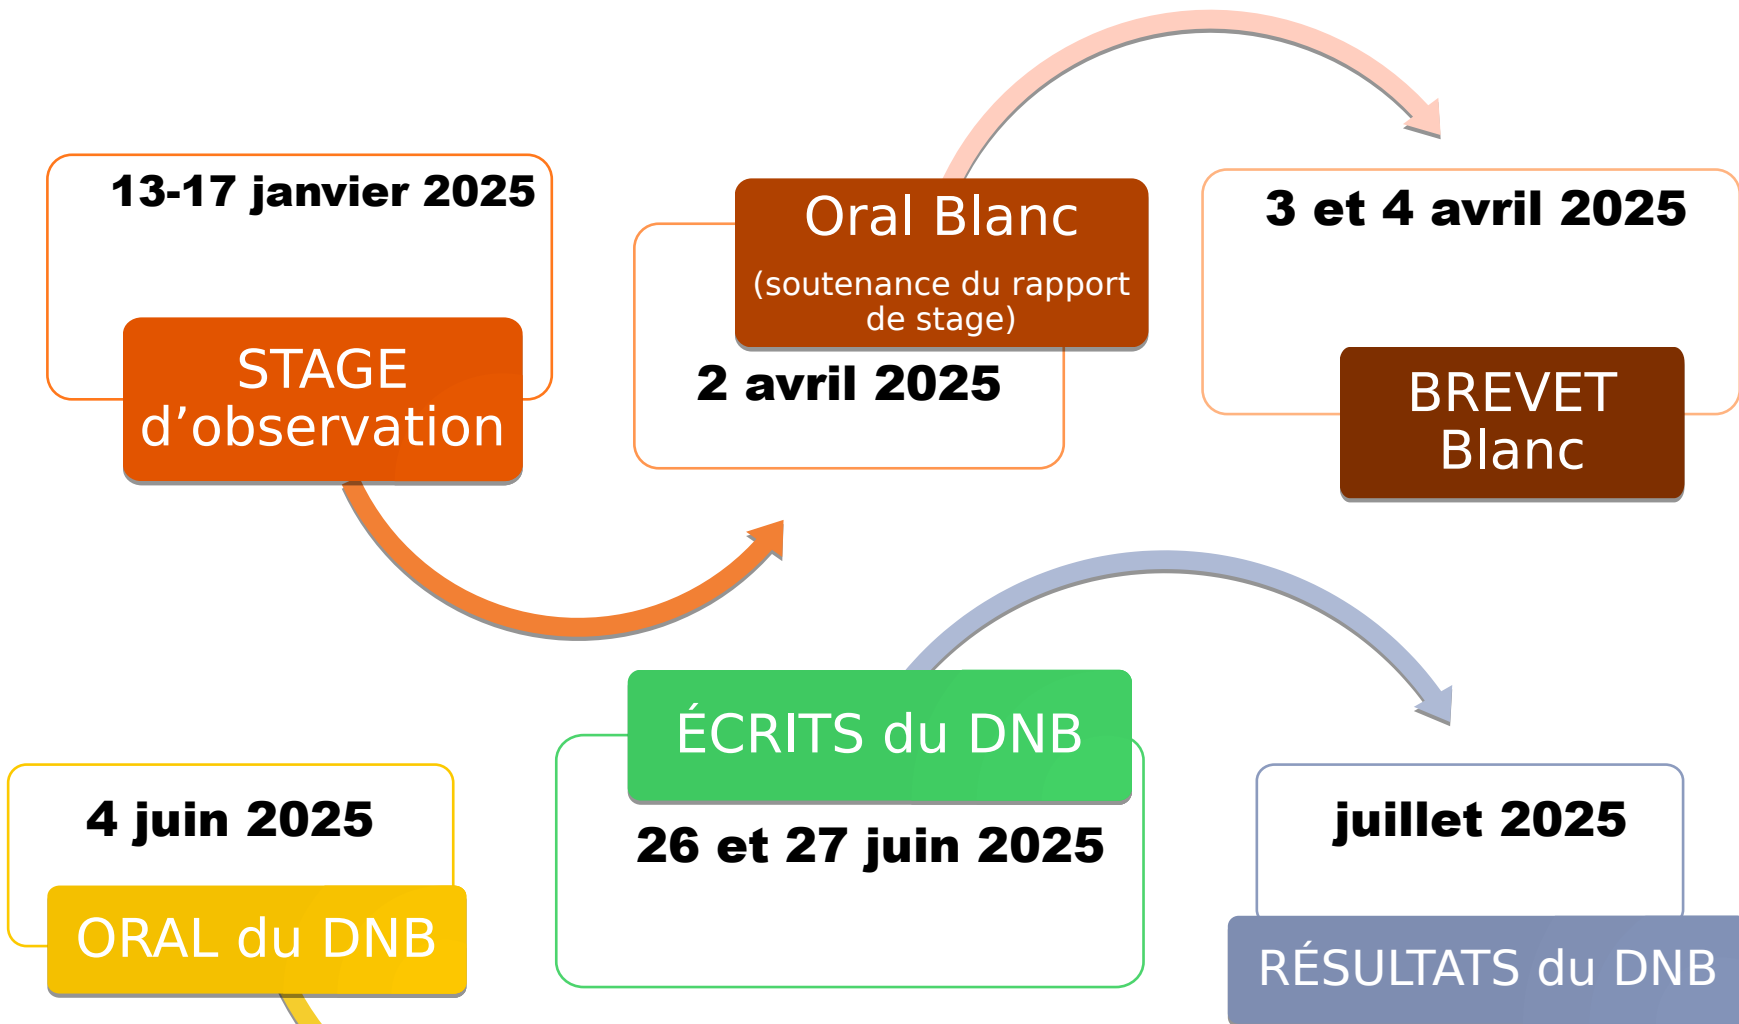 13-17 janvier 2025
STAGE
d’observation
Oral Blanc
(soutenance du rapport
de stage)
2 avril 2025
3 et 4 avril 2025
BREVET
Blanc
4 juin 2025
ORAL du DNB
ÉCRITS du DNB
26 et 27 juin 2025
juillet 2025
RÉSULTATS du DNB